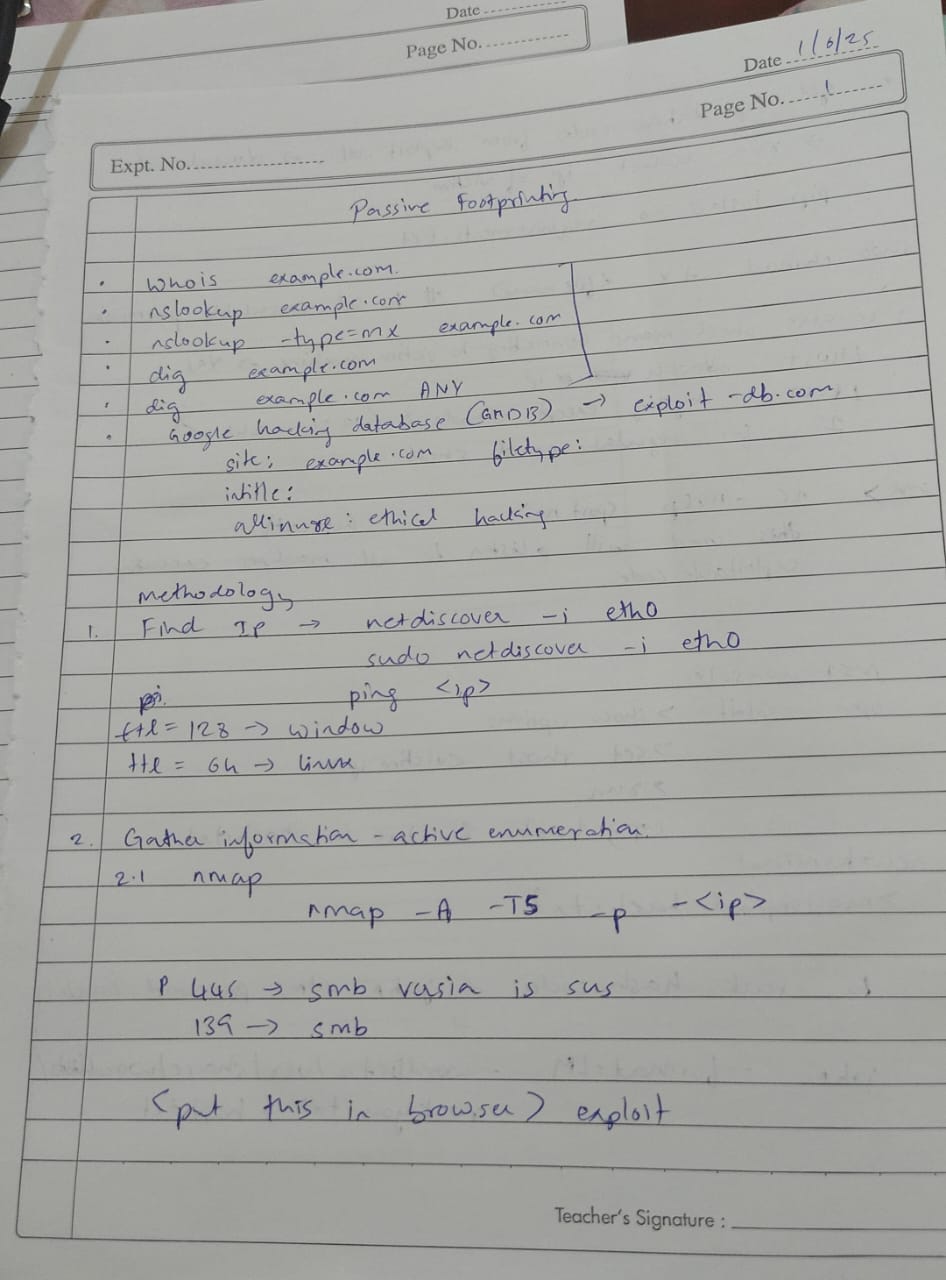 Date
Page No.
Date 1/6/25
Page No. 1
Expt. No.
Passive Footprinting
• whois example.com.
• nslookup example.com
• nslookup -type=mx example.com
• dig example.com
• dig example.com ANY
• Google hacking database (GHDB) → exploit-db.com
site: example.com filetype:
intitle:
allinurl: ethical hacking
Methodology
1. Find IP → netdiscover -i eth0
sudo netdiscover -i eth0
ping <ip>
ttl = 128 → window
ttl = 64 → linux
2. Gather information - active enumeration.
2.1 nmap
nmap -A -T5 -p - <ip>
P 445 → smb version is sus
139 → smb
<put this in browser> exploit
Teacher's Signature :